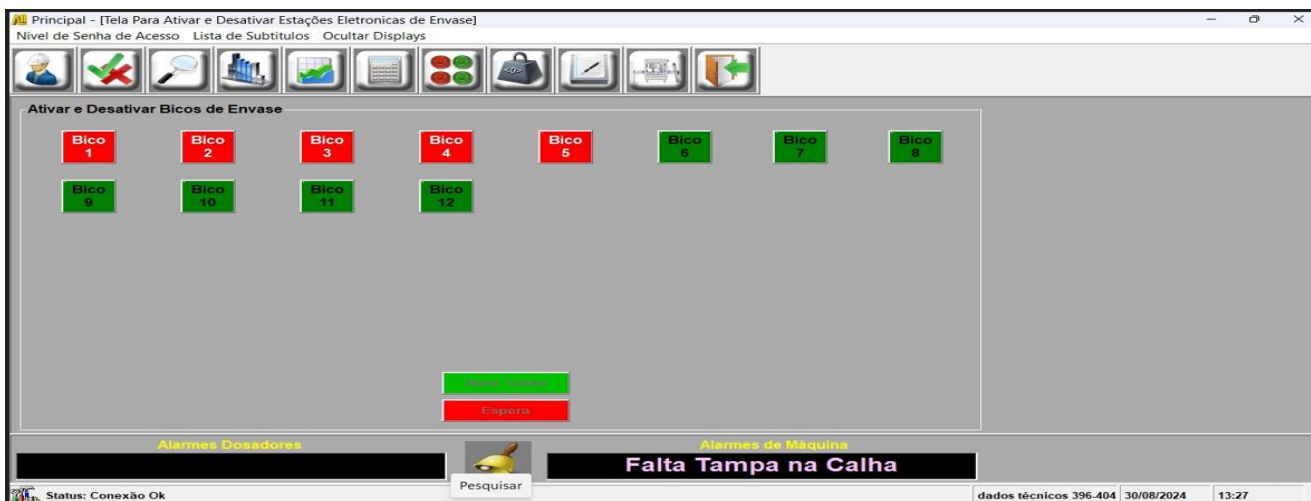 Principal - [Tela Para Ativar e Desativar Estações Eletronicas de Envase]
Nivel de Senha de Acesso Lista de Subtitulos Ocultar Displays
Ativar e Desativar Bicos de Envase
Bico 1
Bico 2
Bico 3
Bico 4
Bico 5
Bico 6
Bico 7
Bico 8
Bico 9
Bico 10
Bico 11
Bico 12
Espera
Alarmes Dosadores
Alarmes de Màquina
Falta Tampa na Calha
Pesquisar
Status: Conexão Ok
dados técnicos 396-404
30/08/2024
13:27